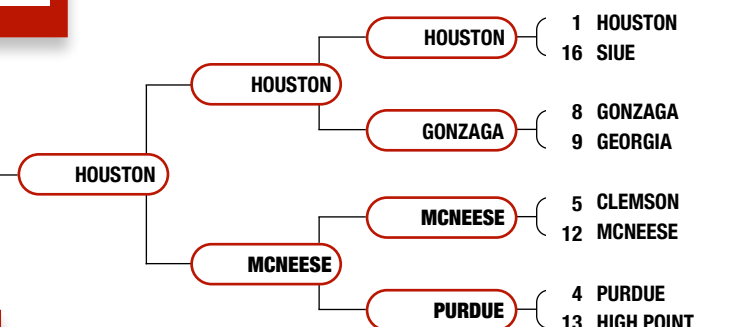 1 HOUSTON
16 SIUE
HOUSTON
HOUSTON
8 GONZAGA
9 GEORGIA
GONZAGA
HOUSTON
5 CLEMSON
12 MCNEESE
MCNEESE
MCNEESE
4 PURDUE
13 HIGH POINT
PURDUE